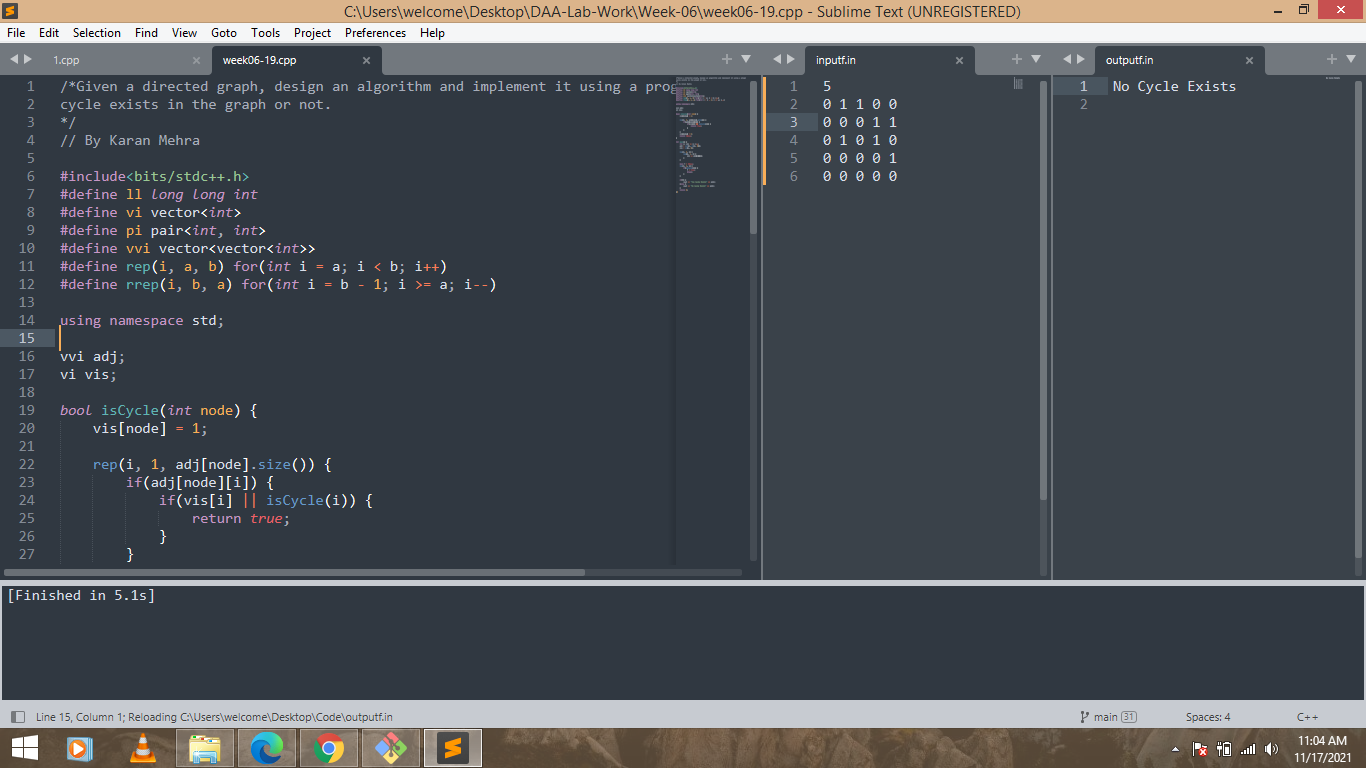 C:\Users\welcome\Desktop\DAA-Lab-Work\Week-06\week06-19.cpp - Sublime Text (UNREGISTERED)
File Edit Selection Find View Goto Tools Project Preferences Help
1.cpp
week06-19.cpp
1 /*Given a directed graph, design an algorithm and implement it using a pro
2 cycle exists in the graph or not.
3 */
4 // By Karan Mehra
5
6 #include<bits/stdc++.h>
7 #define ll long long int
8 #define vi vector<int>
9 #define pi pair<int, int>
10 #define vvi vector<vector<int>>
11 #define rep(i, a, b) for(int i = a; i < b; i++)
12 #define rrep(i, b, a) for(int i = b - 1; i >= a; i--)
13
14 using namespace std;
15
16 vvi adj;
17 vi vis;
18
19 bool isCycle(int node) {
20     vis[node] = 1;
21
22     rep(i, 1, adj[node].size()) {
23         if(adj[node][i]) {
24             if(vis[i] || isCycle(i)) {
25                 return true;
26             }
27         }
inputf.in
1 5
2 0 1 1 0 0
3 0 0 0 1 1
4 0 1 0 1 0
5 0 0 0 0 1
6 0 0 0 0 0
outputf.in
1 No Cycle Exists
2
[Finished in 5.1s]
Line 15, Column 1; Reloading C:\Users\welcome\Desktop\Code\outputf.in
main 31
Spaces: 4
C++
11:04 AM
11/17/2021